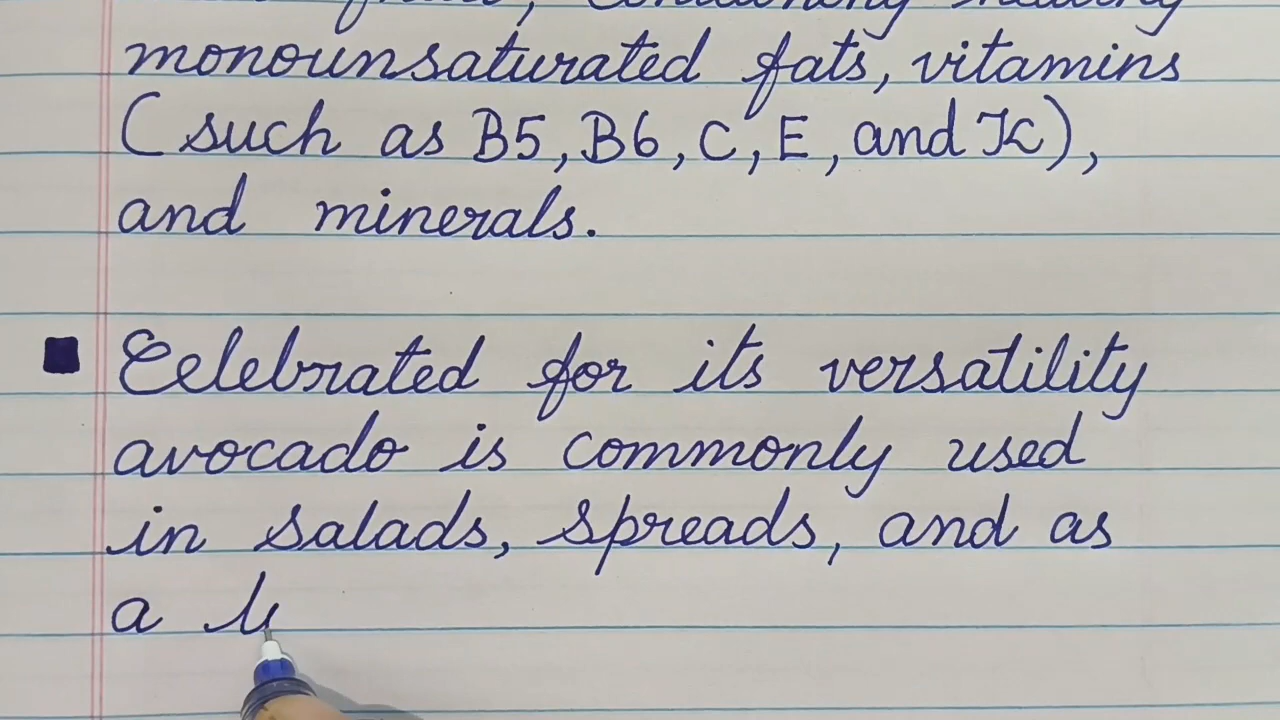 monounsaturated fats, vitamins
(such as B5, B6, C, E, and K),
and minerals.
Celebrated for its versatility
avocado is commonly used
in salads, spreads, and as
a